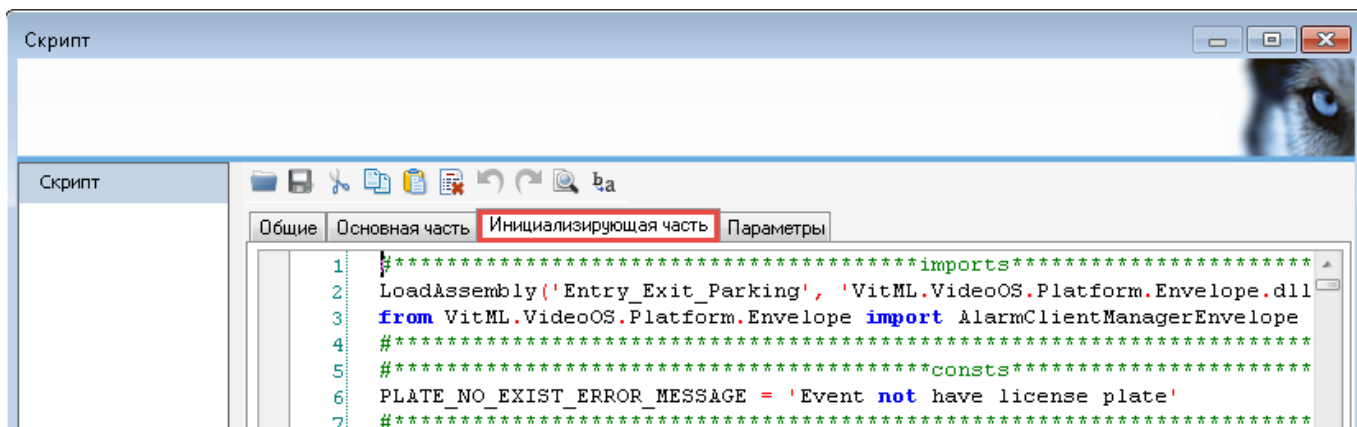 Скрипт
Скрипт
Общие Основная часть Инициализирующая часть Параметры
1 #****************************************imports***********************
2 LoadAssembly('Entry_Exit_Parking', 'VitML.VideoOS.Platform.Envelope.dll
3 from VitML.VideoOS.Platform.Envelope import AlarmClientManagerEnvelope
4 #**********************************************************************
5 #*****************************************consts***********************
6 PLATE_NO_EXIST_ERROR_MESSAGE = 'Event not have license plate'
7 #**********************************************************************